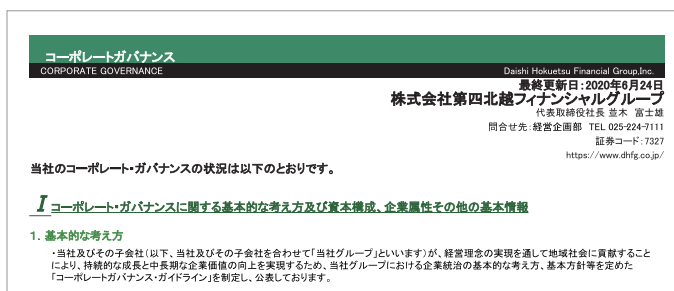 コーポレートガバナンス
CORPORATE GOVERNANCE
Daishi Hokuetsu Financial Group,Inc.
最終更新日:2020年6月24日
株式会社第四北越フィナンシャルグループ
代表取締役社長 並木 富士雄
問合せ先:経営企画部 TEL 025-224-7111
証券コード:7327
https://www.dhfg.co.jp/
当社のコーポレート・ガバナンスの状況は以下のとおりです。
I コーポレート・ガバナンスに関する基本的な考え方及び資本構成、企業属性その他の基本情報
1. 基本的な考え方
・当社及びその子会社(以下、当社及びその子会社を合わせて「当社グループ」といいます)が、経営理念の実現を通して地域社会に貢献すること
により、持続的な成長と中長期な企業価値の向上を実現するため、当社グループにおける企業統治の基本的な考え方、基本方針等を定めた
「コーポレートガバナンス・ガイドライン」を制定し、公表しております。